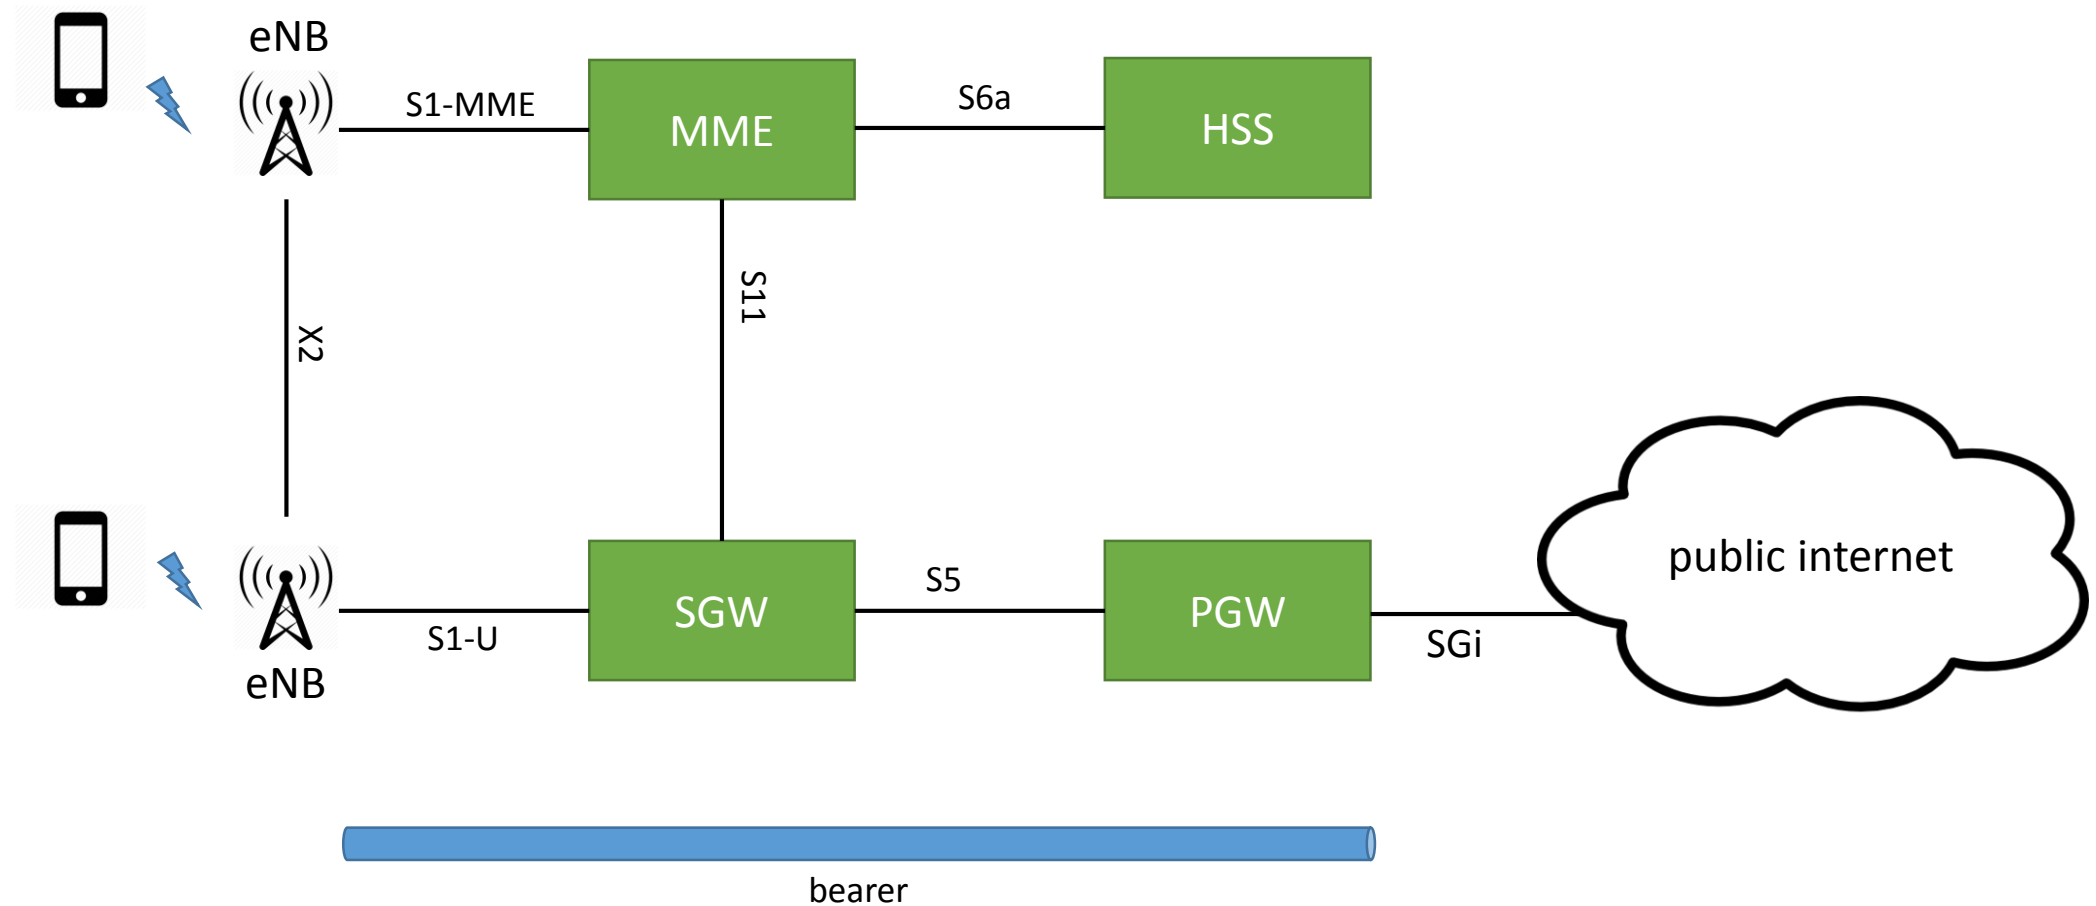 eNB
S1-MME
MME
S6a
HSS
X2
S11
eNB
S1-U
SGW
S5
PGW
SGi
public internet
bearer